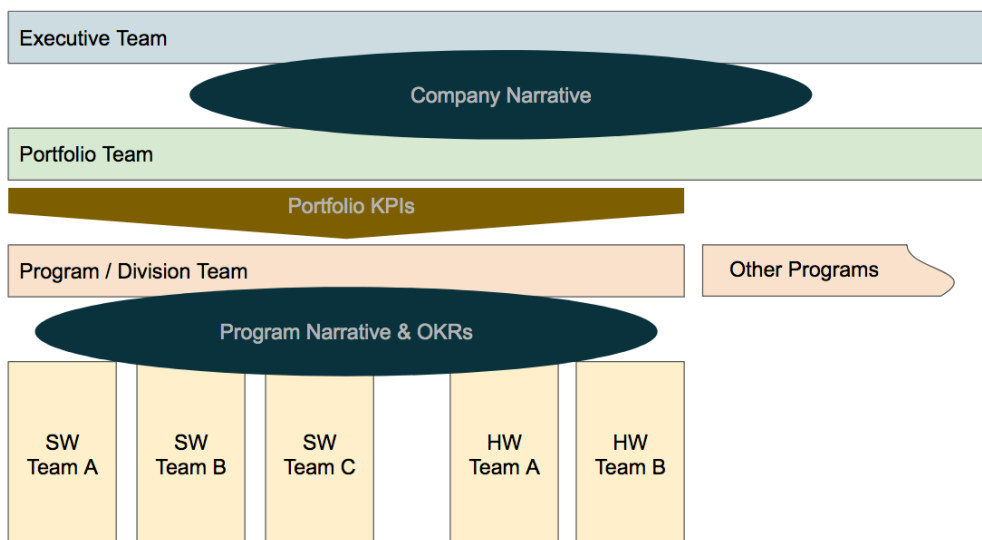 Executive Team
Company Narrative
Portfolio Team
Portfolio KPIs
Program / Division Team
Other Programs
Program Narrative & OKRs
SW
Team A
SW
Team B
SW
Team C
HW
Team A
HW
Team B